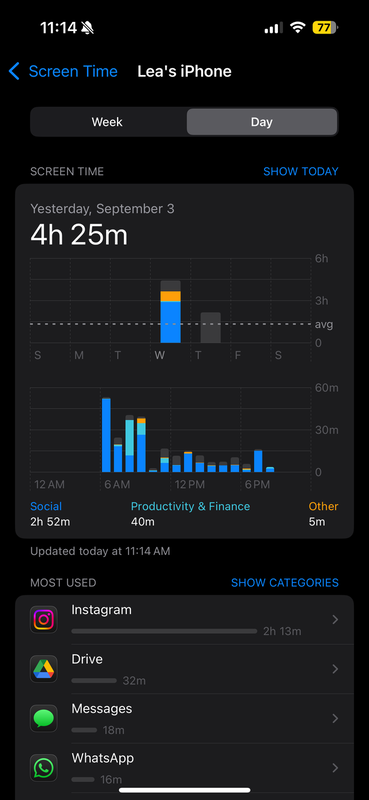 11:14 77
Screen Time Lea's iPhone
Week Day
SCREEN TIME SHOW TODAY
Yesterday, September 3
4h 25m
6h
3h
avg
0
S M T W T F S
60m
30m
0
12 AM 6 AM 12 PM 6 PM
Social Productivity & Finance Other
2h 52m 40m 5m
Updated today at 11:14 AM
MOST USED SHOW CATEGORIES
Instagram
2h 13m
Drive
32m
Messages
18m
WhatsApp
16m